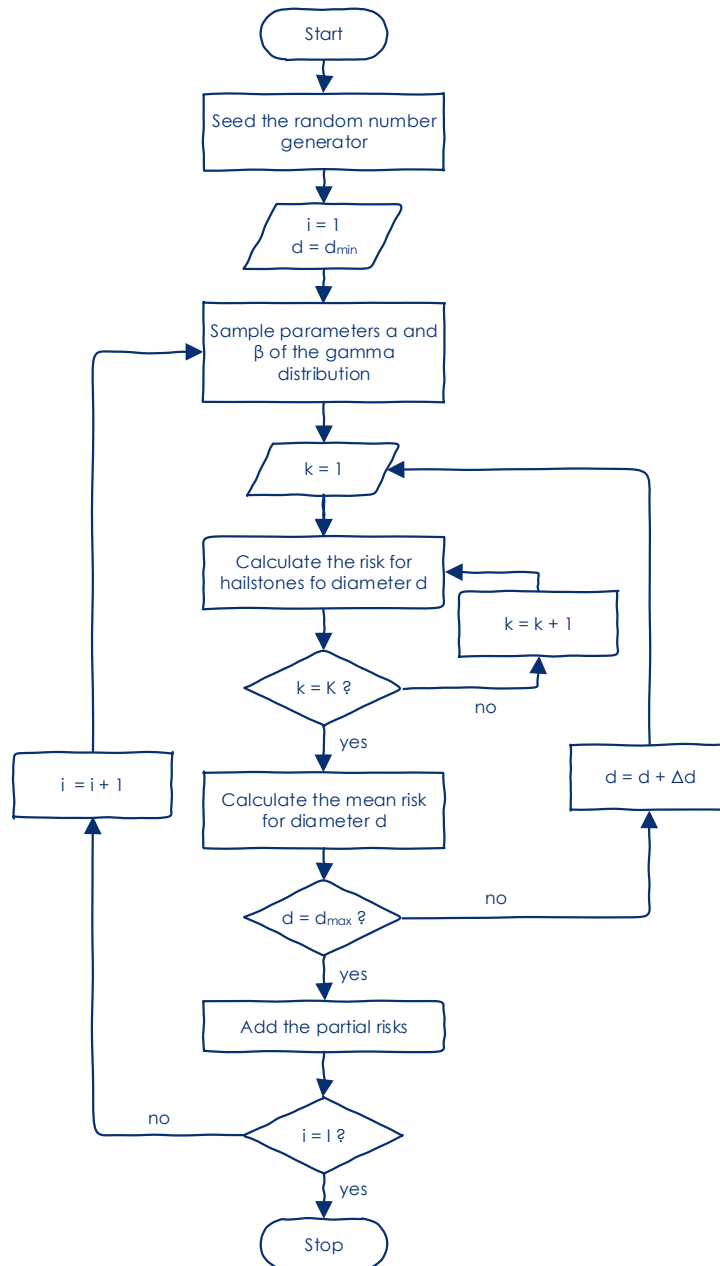 Start
Seed the random number
generator
i = 1
d = dmin
Sample parameters α and
β of the gamma
distribution
k = 1
Calculate the risk for
hailstones fo diameter d
k = k + 1
k = K ?
no
yes
i = i + 1
d = d + Δd
Calculate the mean risk
for diameter d
d = dmax ?
no
yes
Add the partial risks
no
i = I ?
yes
Stop